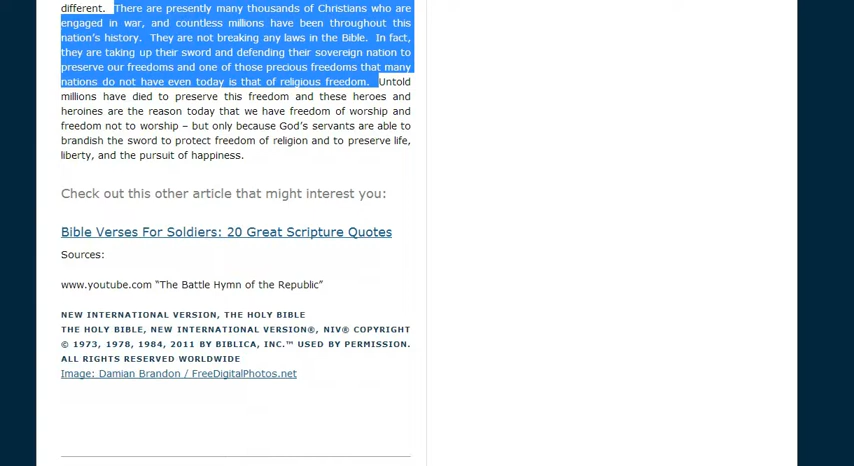 different. There are presently many thousands of Christians who are
engaged in war, and countless millions have been throughout this
nation’s history. They are not breaking any laws in the Bible. In fact,
they are taking up their sword and defending their sovereign nation to
preserve our freedoms and one of those precious freedoms that many
nations do not have even today is that of religious freedom. Untold
millions have died to preserve this freedom and these heroes and
heroines are the reason today that we have freedom of worship and
freedom not to worship – but only because God’s servants are able to
brandish the sword to protect freedom of religion and to preserve life,
liberty, and the pursuit of happiness.
Check out this other article that might interest you:
Bible Verses For Soldiers: 20 Great Scripture Quotes
Sources:
www.youtube.com “The Battle Hymn of the Republic”
NEW INTERNATIONAL VERSION, THE HOLY BIBLE
THE HOLY BIBLE, NEW INTERNATIONAL VERSION®, NIV® COPYRIGHT
© 1973, 1978, 1984, 2011 BY BIBLICA, INC.™ USED BY PERMISSION.
ALL RIGHTS RESERVED WORLDWIDE
Image: Damian Brandon / FreeDigitalPhotos.net